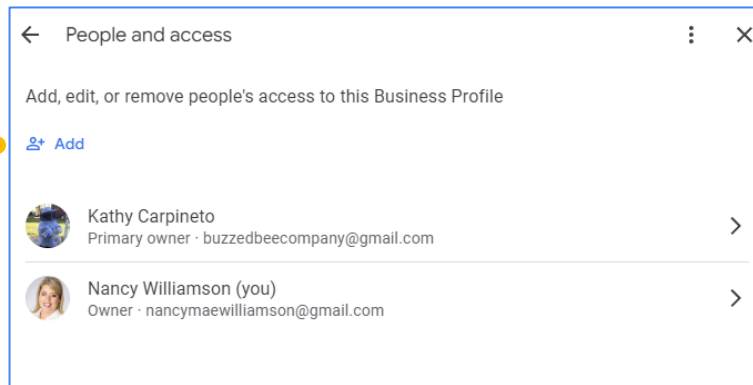 People and access
Add, edit, or remove people's access to this Business Profile
Add
Kathy Carpineto
Primary owner · buzzedbeecompany@gmail.com
Nancy Williamson (you)
Owner · nancymaewilliamson@gmail.com